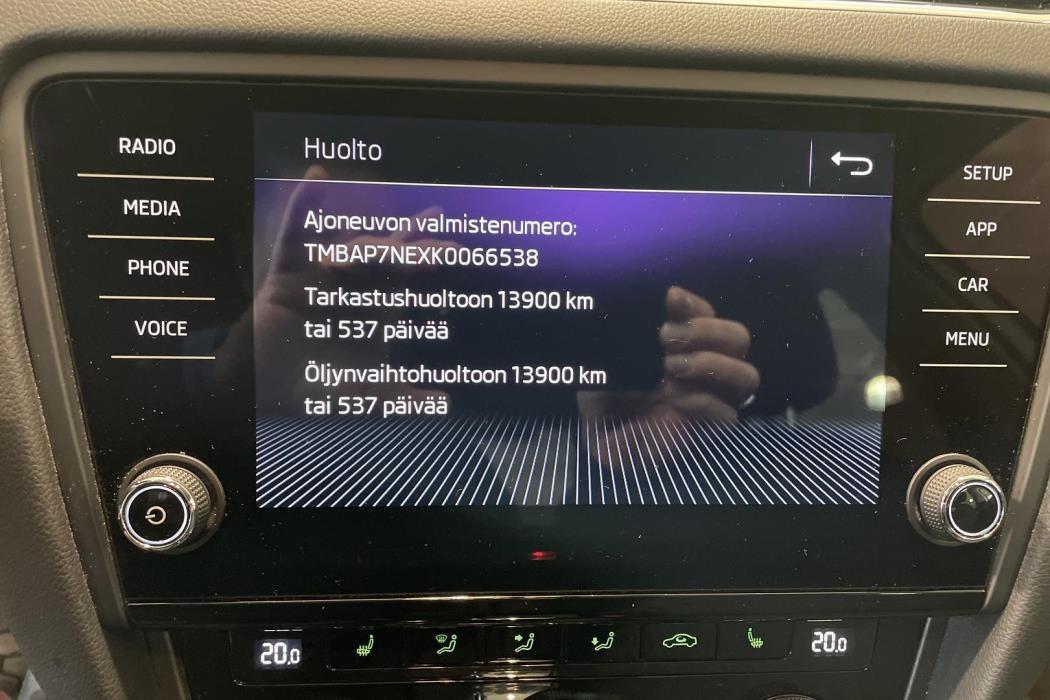 RADIO
MEDIA
PHONE
VOICE
Huolto
Ajoneuvon valmistenumero:
TMBAP7NEXK0066538
Tarkastushuoltoon 13900 km
tai 537 päivää
Öljynvaihtohuoltoon 13900 km
tai 537 päivää
SETUP
APP
CAR
MENU
20.0
20.0